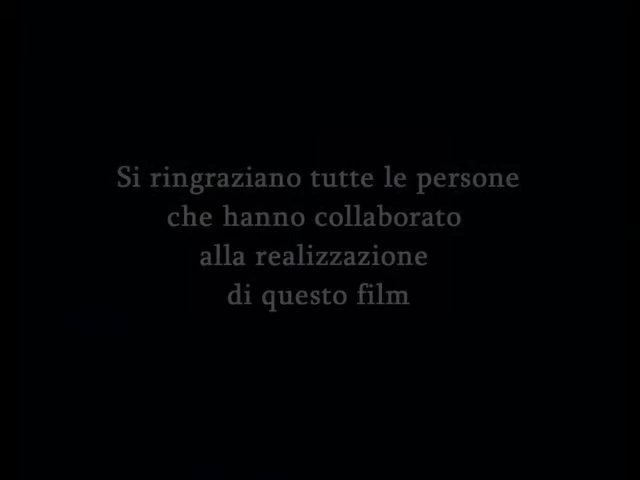 Si ringraziano tutte le persone
che hanno collaborato
alla realizzazione
di questo film